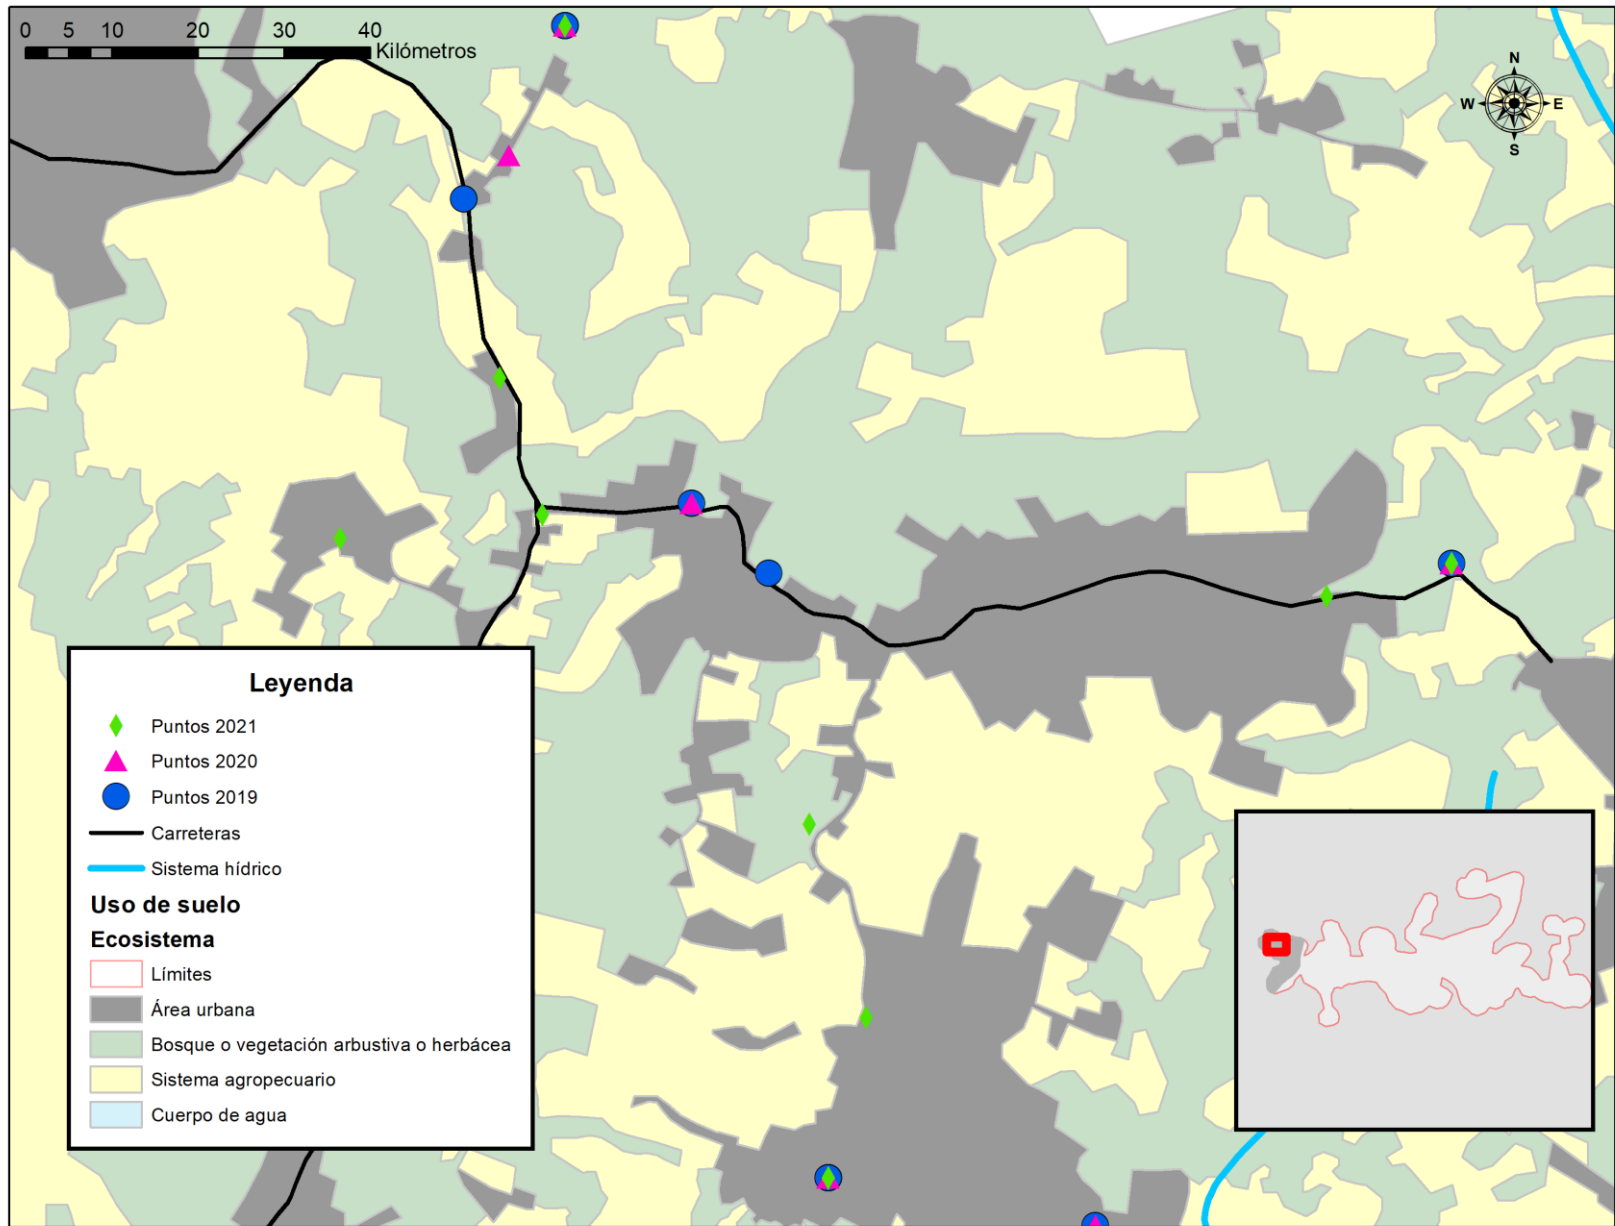 0 5 10 20 30 40
Kilómetros
N
W E
S
Leyenda
Puntos 2021
Puntos 2020
Puntos 2019
Carreteras
Sistema hídrico
Uso de suelo
Ecosistema
Límites
Área urbana
Bosque o vegetación arbustiva o herbácea
Sistema agropecuario
Cuerpo de agua